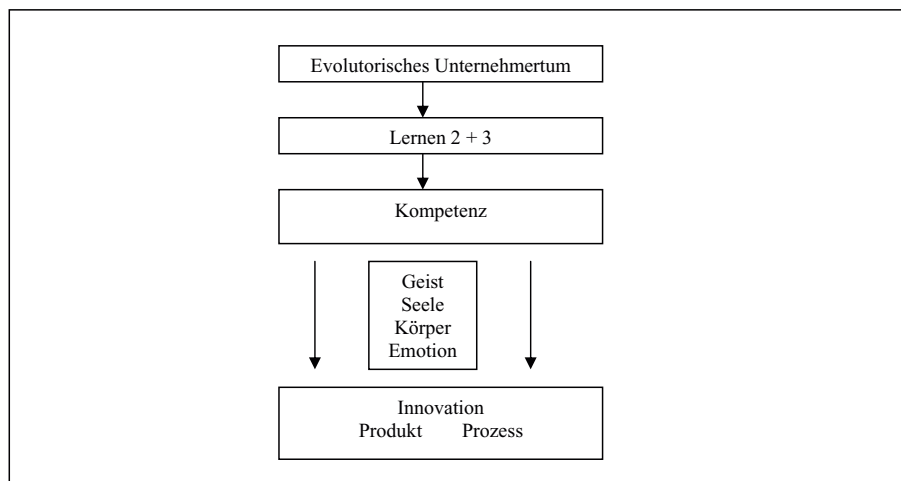 Evolutorisches Unternehmertum
Lernen 2 + 3
Kompetenz
Geist
Seele
Körper
Emotion
Innovation
Produkt Prozess